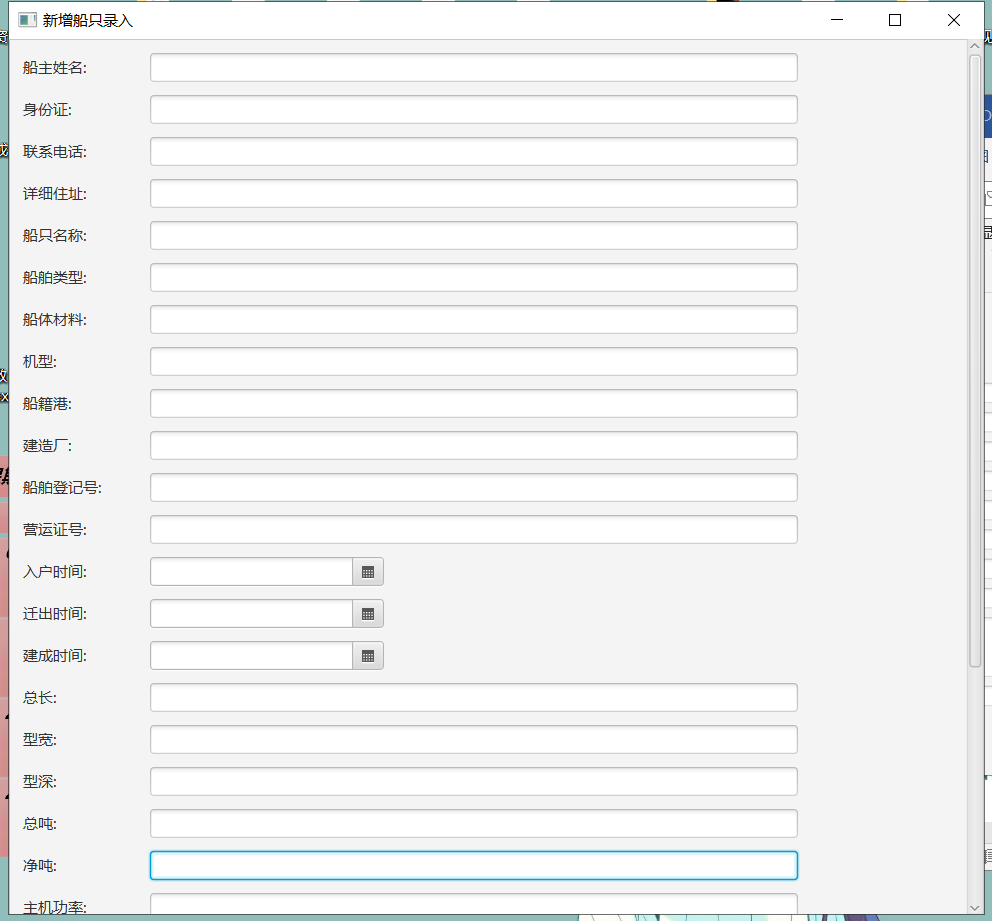 新增船只录入
船主姓名:
身份证:
联系电话:
详细住址:
船只名称:
船舶类型:
船体材料:
机型:
船籍港:
建造厂:
船舶登记号:
营运证号:
入户时间:
迁出时间:
建成时间:
总长:
型宽:
型深:
总吨:
净吨:
主机功率: